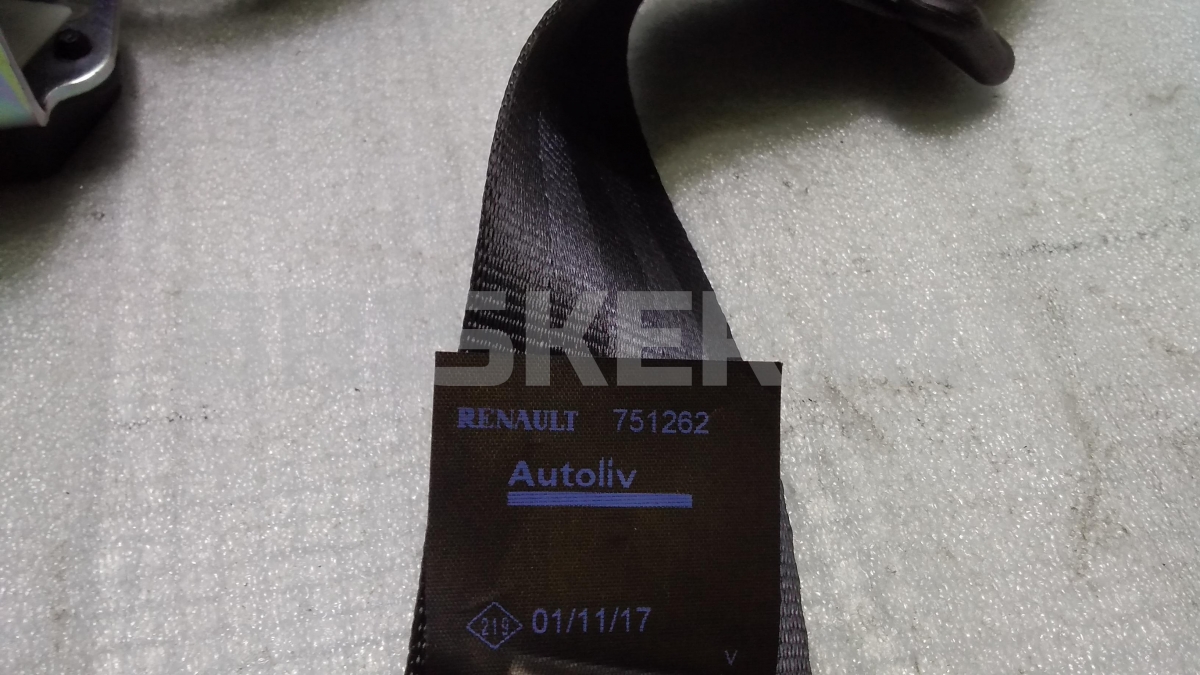 SKER
RENAULT 751262
Autoliv
219 01/11/17
V